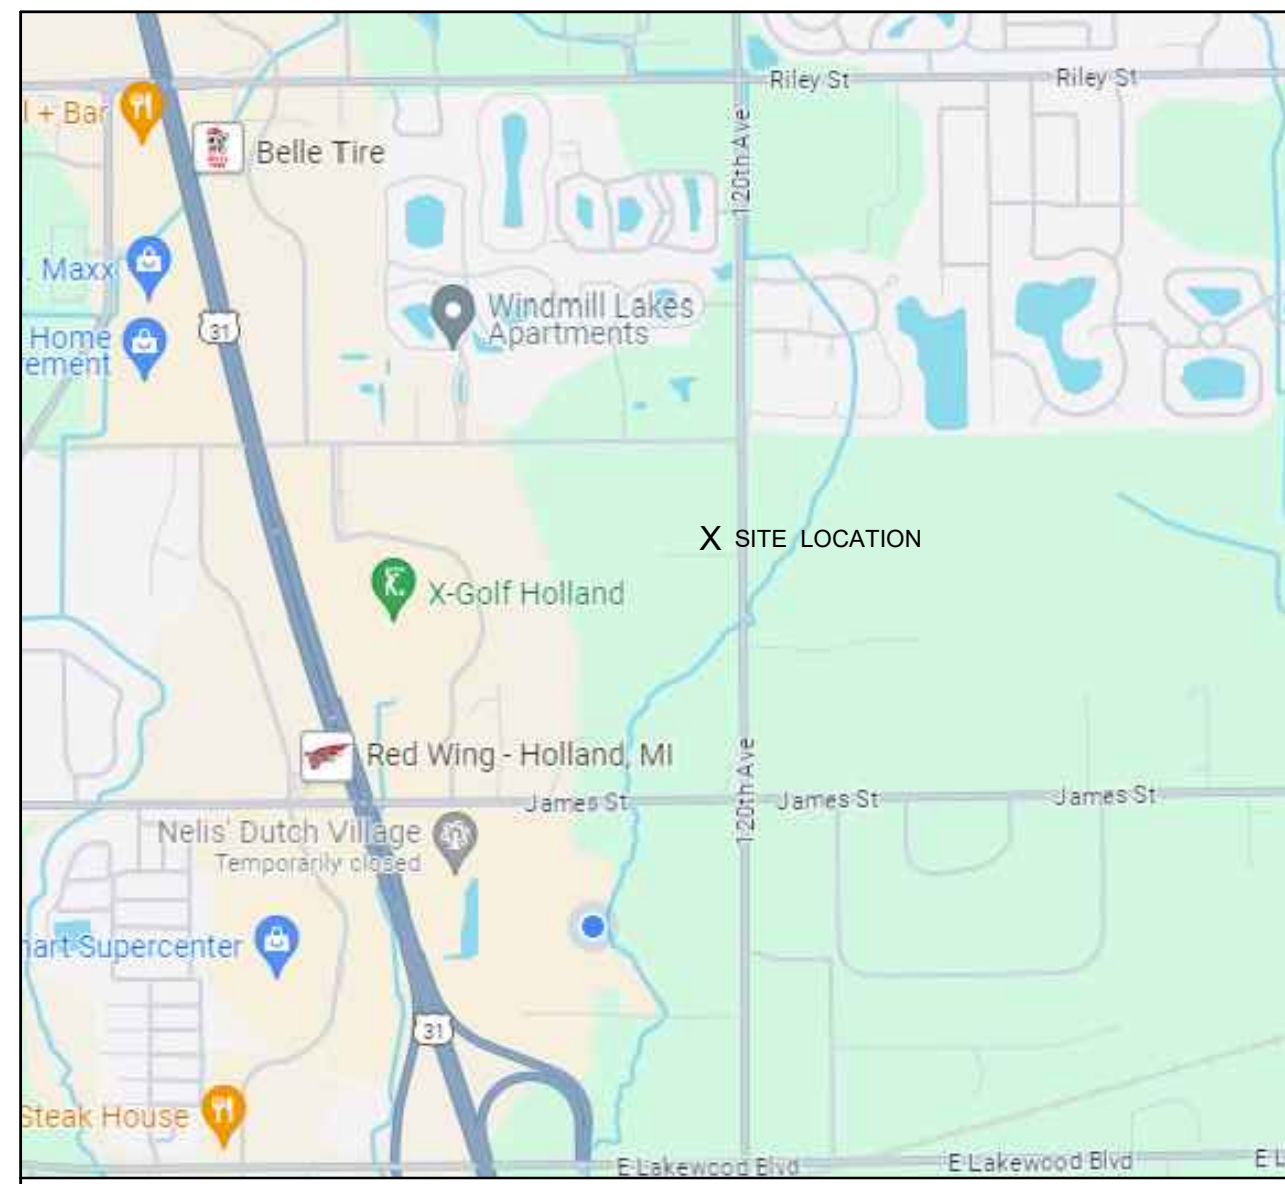 Riley St
Riley St
l + Bar
Belle Tire
120th Ave
. Maxx
31
Home
ement
Windmill Lakes
Apartments
X SITE LOCATION
X-Golf Holland
Red Wing - Holland, MI
120th Ave
James St
James St
James St
Nelis' Dutch Village
Temporarily closed
art Supercenter
31
Steak House
E Lakewood Blvd
E Lakewood Blvd
E L